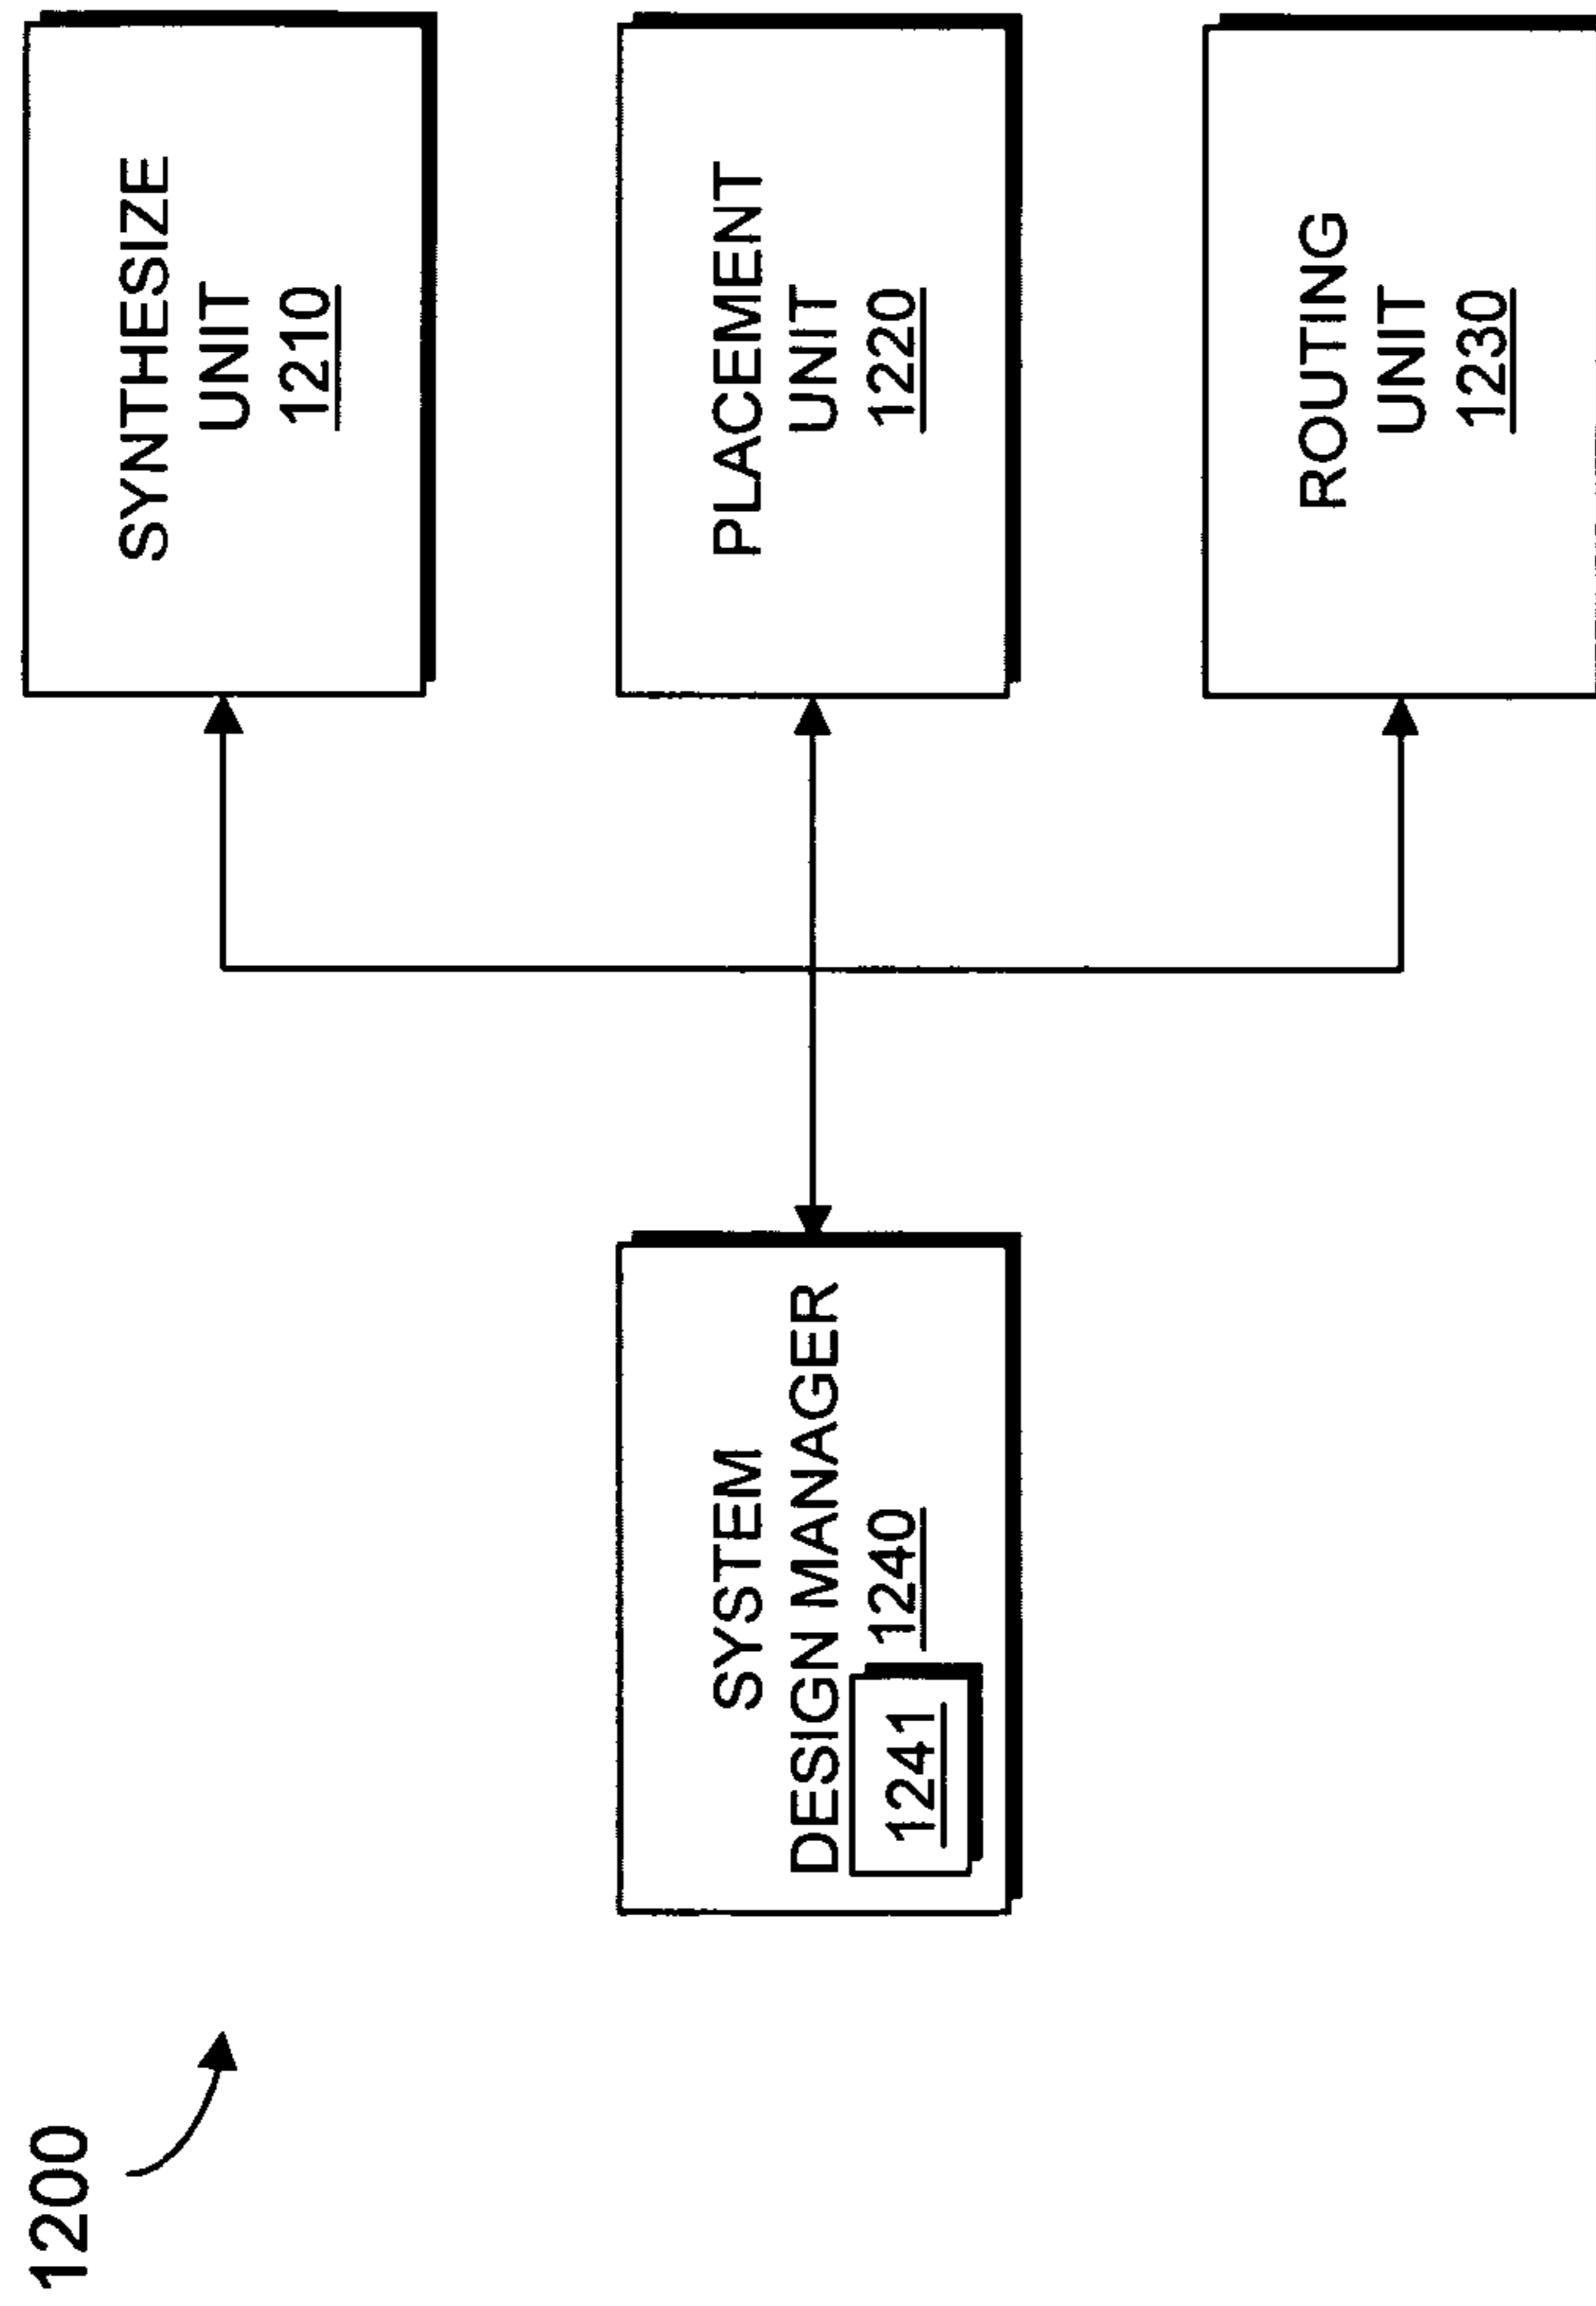 1200
SYNTHESIZE
UNIT
1210
SYSTEM
DESIGN MANAGER
1240
1241
PLACEMENT
UNIT
1220
ROUTING
UNIT
1230